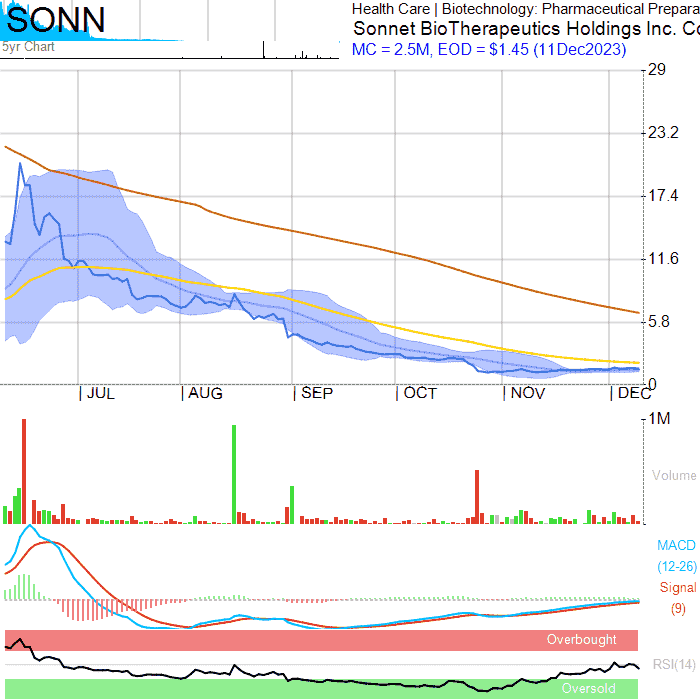 SONN
5yr Chart
Health Care | Biotechnology: Pharmaceutical Prepara
Sonnet BioTherapeutics Holdings Inc. Co
MC = 2.5M, EOD = $1.45 (11Dec2023)
29
23.2
17.4
11.6
5.8
0
JUL AUG SEP OCT NOV DEC
1M
Volume
MACD
(12-26)
Signal
(9)
Overbought
RSI(14)
Oversold